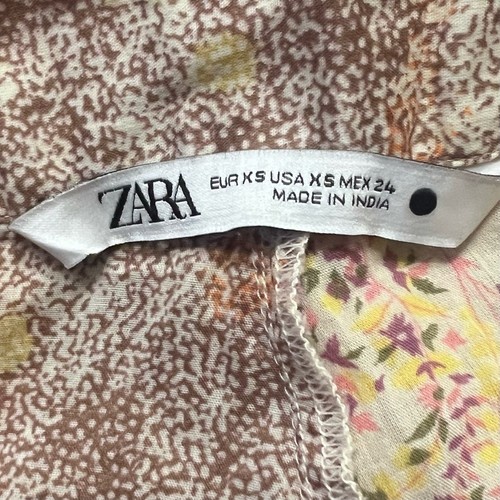 ZARA
EUR XS USA XS MEX 24
MADE IN INDIA